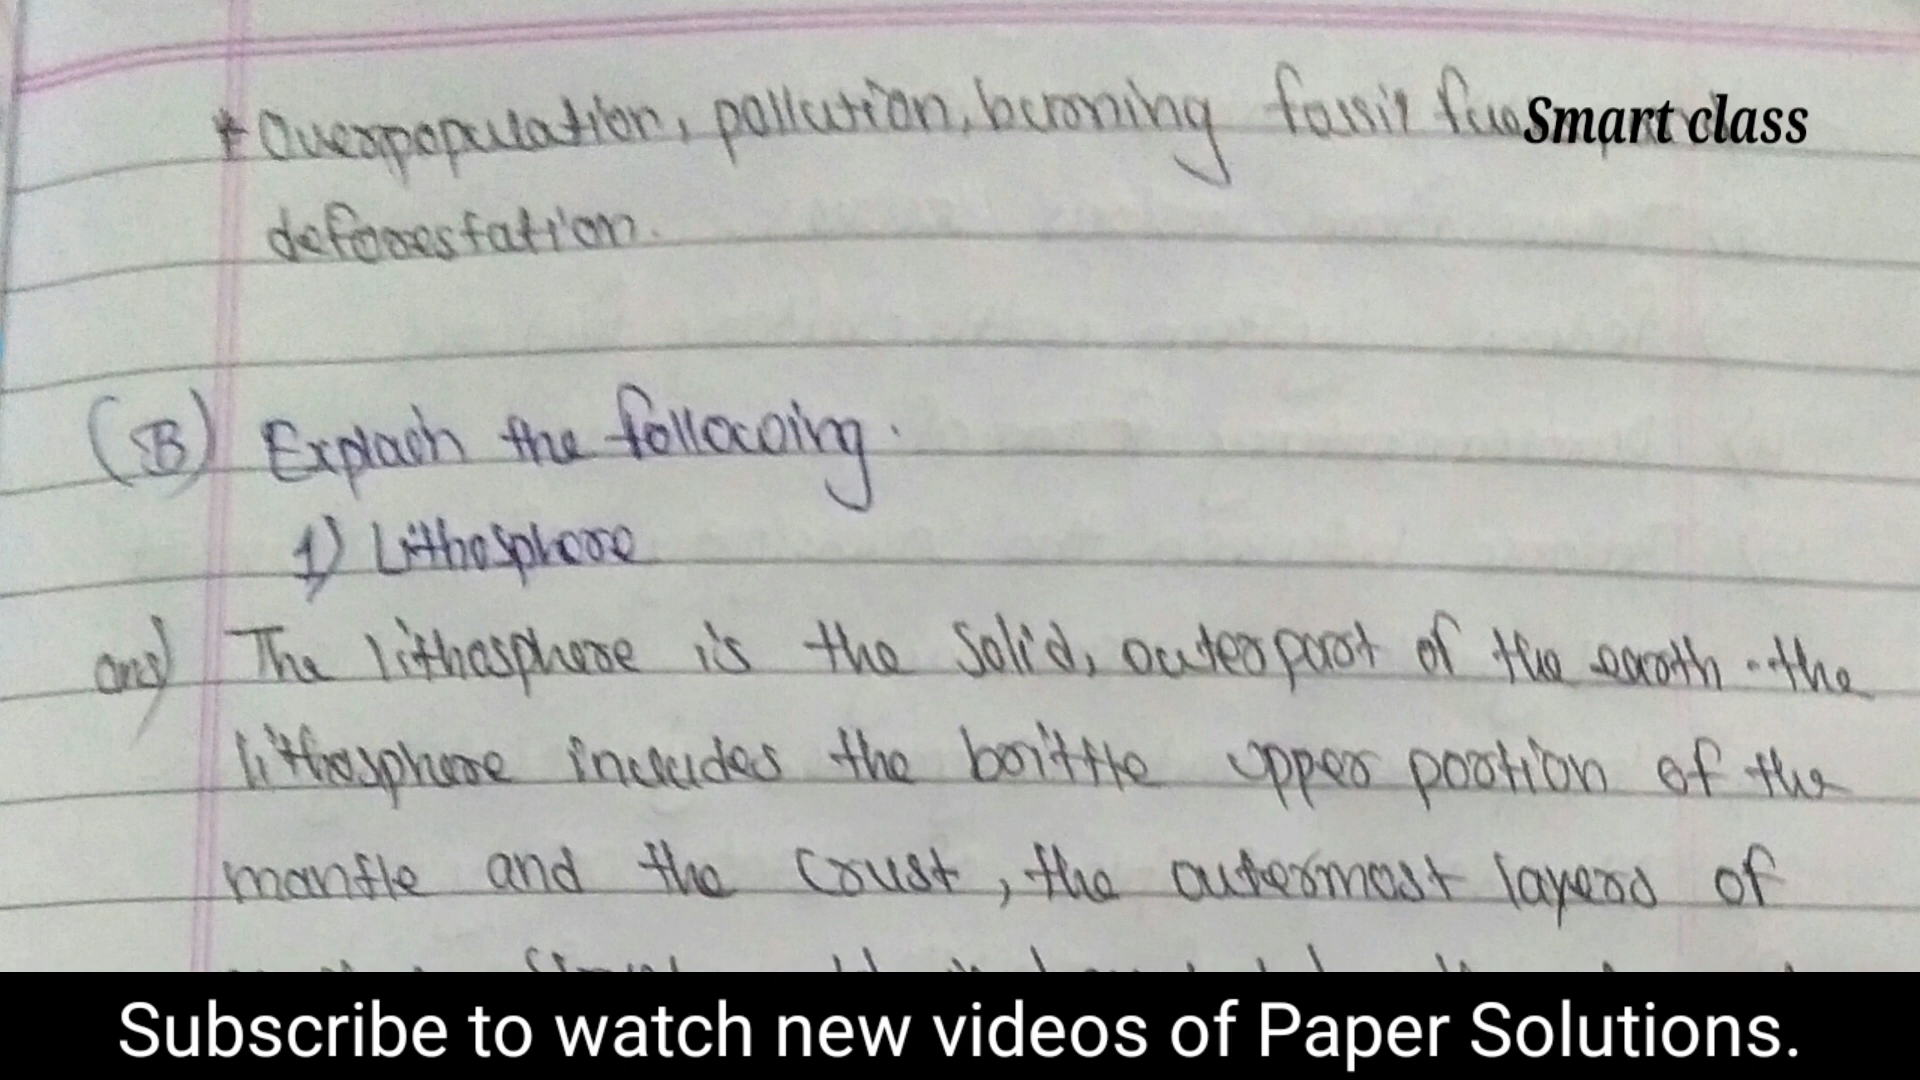 * Overpopulation, pollution, burning fossil
Smart class
deforestation.
(B) Explain the following.
1) Lithosphere
ans) The lithosphere is the solid, outer part of the earth. the
lithosphere includes the brittle upper portion of the
mantle and the crust, the outermost layers of
Subscribe to watch new videos of Paper Solutions.